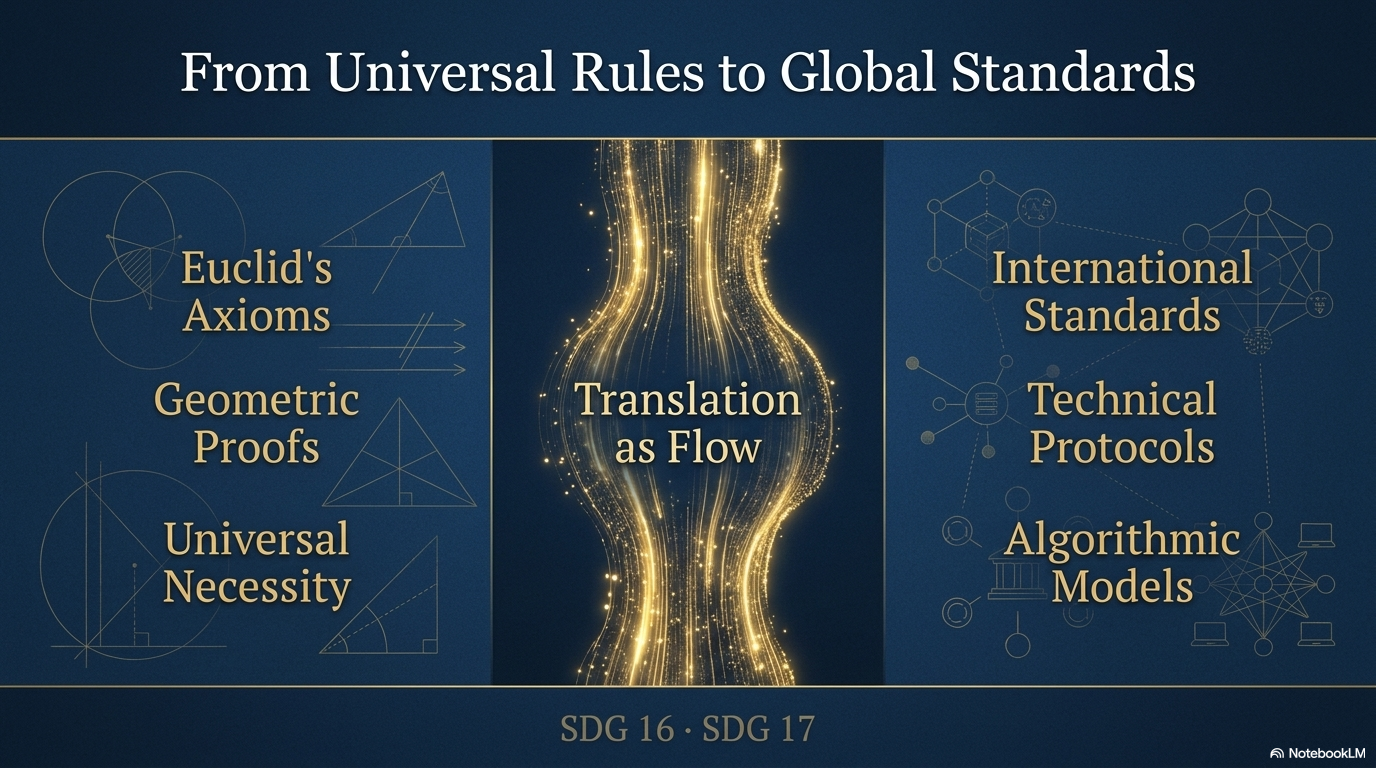 From Universal Rules to Global Standards
Euclid's
Axioms
Geometric
Proofs
Universal
Necessity
Translation
as Flow
International
Standards
Technical
Protocols
Algorithmic
Models
SDG 16 · SDG 17
NotebookLM